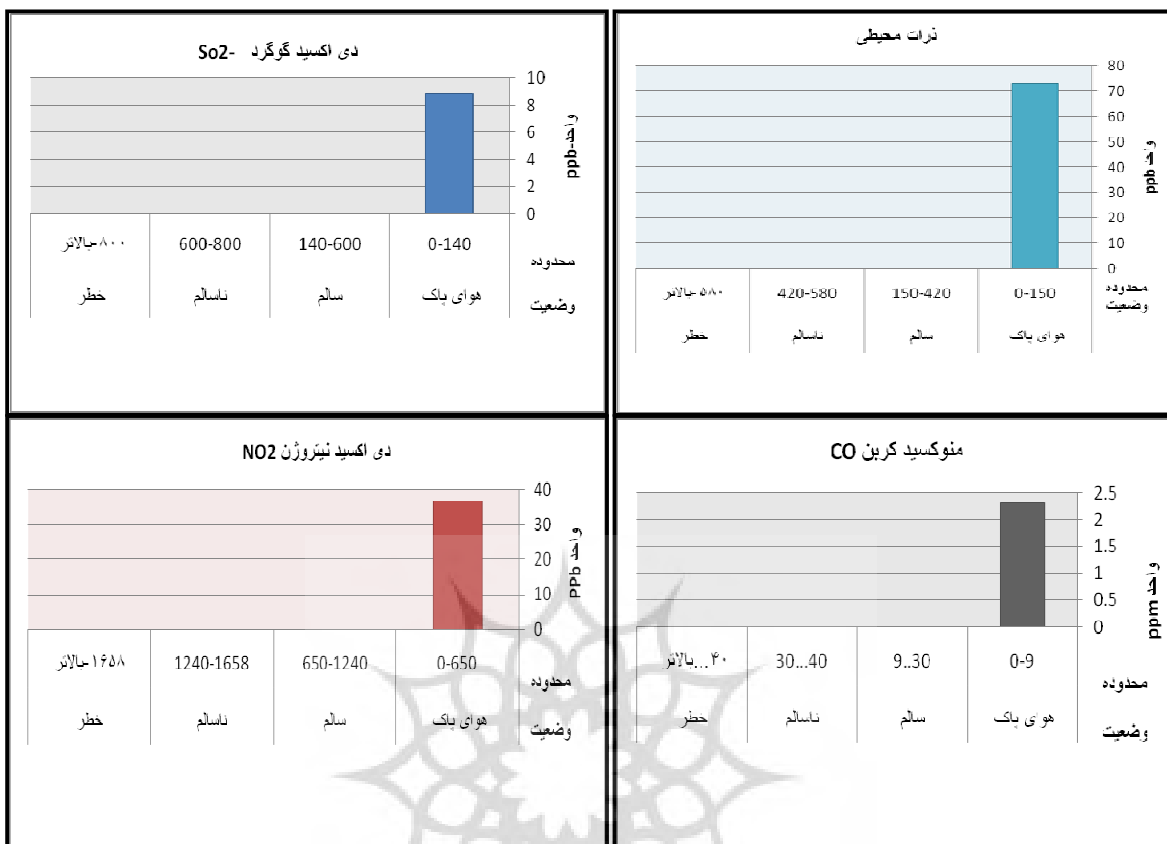 ذرات محیطی
80
70
60
50
40
30
20
10
0
واحد ppb
محدوده 0-150 150-420 420-580 ۵۸۰-بالاتر
وضعیت هوای پاک سالم ناسالم خطر
دی اکسید گوگرد -So2
10
8
6
4
2
0
واحد-ppb
محدوده 0-140 140-600 600-800 ۸۰۰-بالاتر
وضعیت هوای پاک سالم ناسالم خطر
منوکسید کربن CO
2.5
2
1.5
1
0.5
0
واحد ppm
محدوده 0-9 9..30 30...40 ۴۰...بالاتر
وضعیت هوای پاک سالم ناسالم خطر
دی اکسید نیتروژن NO2
40
30
20
10
0
واحد PPb
محدوده 0-650 650-1240 1240-1658 ۱۶۵۸-بالاتر
وضعیت هوای پاک سالم ناسالم خطر